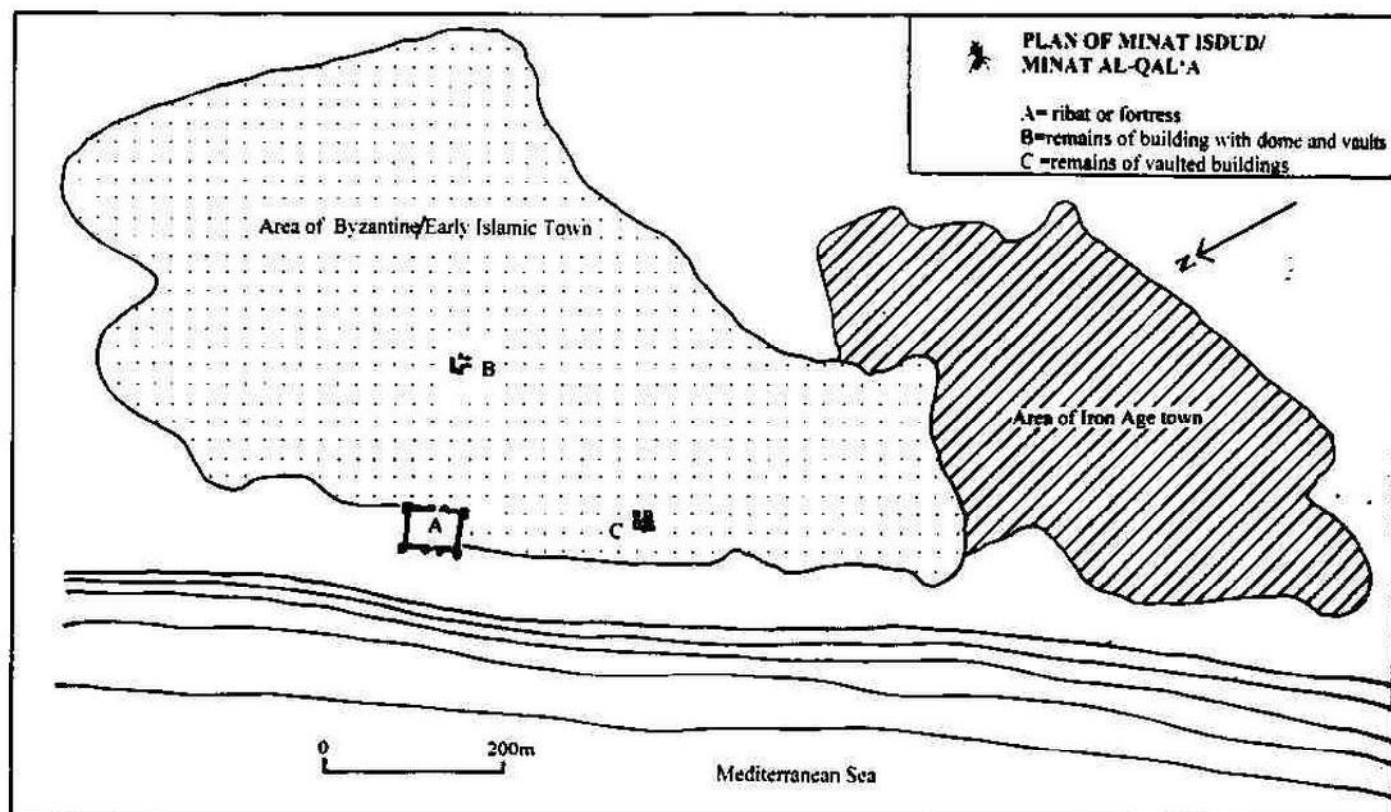 PLAN OF MINAT ISDUD/
MINAT AL-QAL'A
A= ribat or fortress
B=remains of building with dome and vaults
C =remains of vaulted buildings
Area of Byzantine/Early Islamic Town
N
B
Area of Iron Age town
A
C
0 200m
Mediterranean Sea